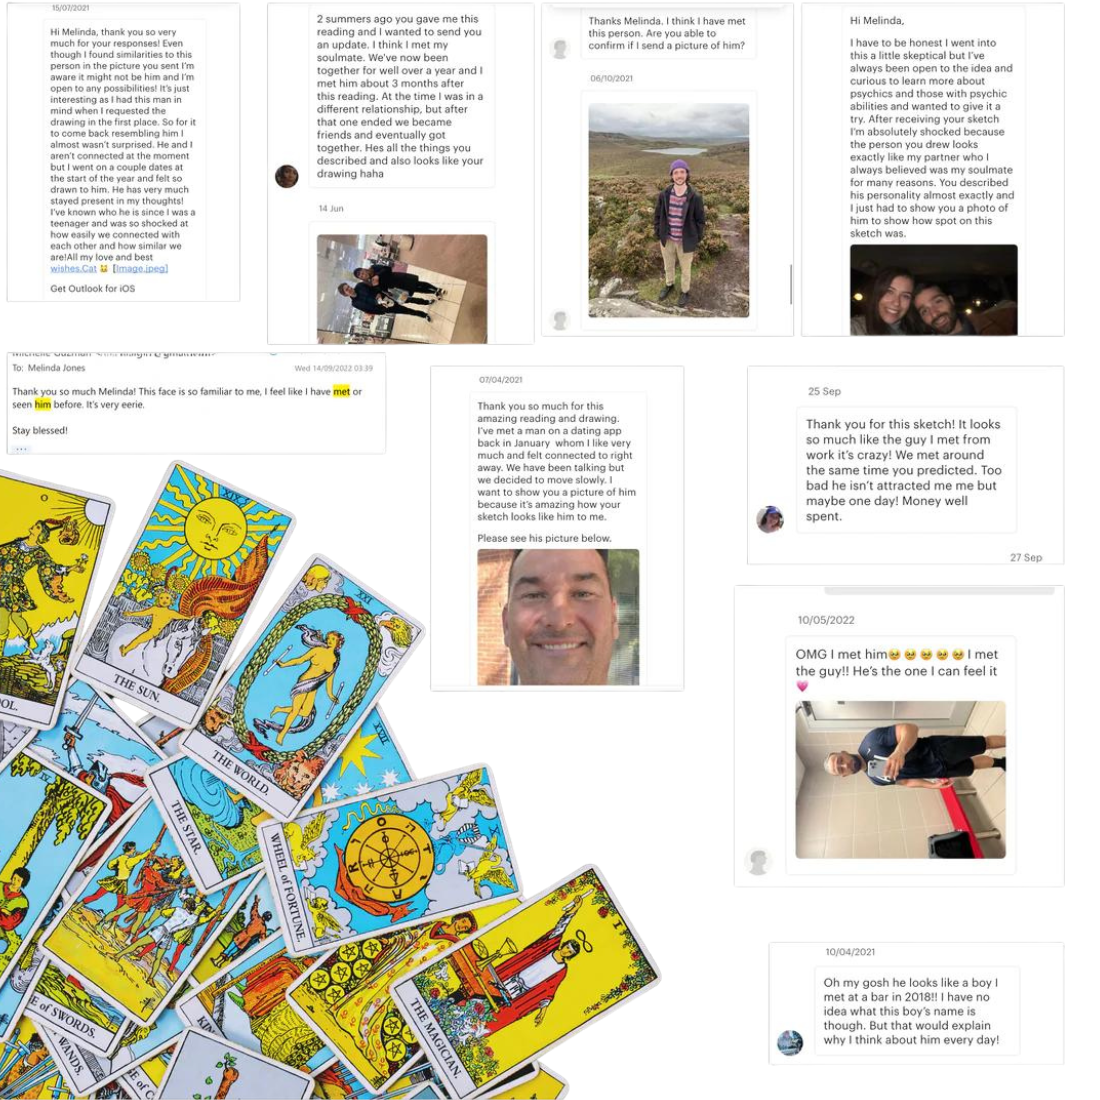 15/07/2021
Hi Melinda, thank you so very
much for your responses! Even
though I found similarities to this
person in the picture you sent I'm
aware it might not be him and I'm
open to any possibilities! It's just
interesting as I had this man in
mind when I requested the
drawing in the first place. So for it
to come back resembling him I
almost wasn't surprised. He and I
aren't connected at the moment
but I went on a couple dates at
the start of the year and felt so
drawn to him. He has very much
stayed present in my thoughts!
I've known who he is since I was a
teenager and was so shocked at
how easily we connected with
each other and how similar we
are!All my love and best
wishes.Cat 😀 [Image.jpeg]
Get Outlook for iOS
2 summers ago you gave me this
reading and I wanted to send you
an update. I think I met my
soulmate. We've now been
together for well over a year and I
met him about 3 months after
this reading. At the time I was in a
different relationship, but after
that one ended we became
friends and eventually got
together. Hes all the things you
described and also looks like your
drawing haha
14 Jun
Thanks Melinda. I think I have met
this person. Are you able to
confirm if I send a picture of him?
06/10/2021
Hi Melinda,
I have to be honest I went into
this a little skeptical but I've
always been open to the idea and
curious to learn more about
psychics and those with psychic
abilities and wanted to give it a
try. After receiving your sketch
I'm absolutely shocked because
the person you drew looks
exactly like my partner who I
always believed was my soulmate
for many reasons. You described
his personality almost exactly and
I just had to show you a photo of
him to show how spot on this
sketch was.
To: Melinda Jones
Wed 14/09/2022 03:39
Thank you so much Melinda! This face is so familiar to me, I feel like I have met or
seen him before. It's very eerie.
Stay blessed!
...
07/04/2021
Thank you so much for this
amazing reading and drawing.
I've met a man on a dating app
back in January whom I like very
much and felt connected to right
away. We have been talking but
we decided to move slowly. I
want to show you a picture of him
because it's amazing how your
sketch looks like him to me.
Please see his picture below.
25 Sep
Thank you for this sketch! It looks
so much like the guy I met from
work it's crazy! We met around
the same time you predicted. Too
bad he isn't attracted me me but
maybe one day! Money well
spent.
27 Sep
10/05/2022
OMG I met him🥹🥹🥹🥹🥹I met
the guy!! He's the one I can feel it
💗
10/04/2021
Oh my gosh he looks like a boy I
met at a bar in 2018!! I have no
idea what this boy's name is
though. But that would explain
why I think about him every day!
O
OOL.
XIX
THE SUN.
XXI
THE WORLD.
XVII
THE STAR.
IV
WHEEL of FORTUNE.
I
THE MAGICIAN.
E of SWORDS.
WANDS.
KIN
E of C